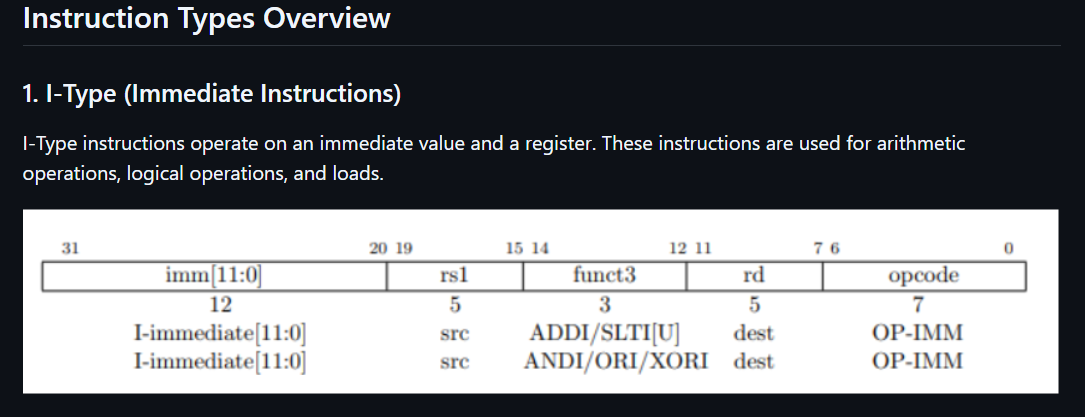 Instruction Types Overview
1. I-Type (Immediate Instructions)
I-Type instructions operate on an immediate value and a register. These instructions are used for arithmetic
operations, logical operations, and loads.
31 20 19 15 14 12 11 7 6 0
imm[11:0] rs1 funct3 rd opcode
12 5 3 5 7
I-immediate[11:0] src ADDI/SLTI[U] dest OP-IMM
I-immediate[11:0] src ANDI/ORI/XORI dest OP-IMM